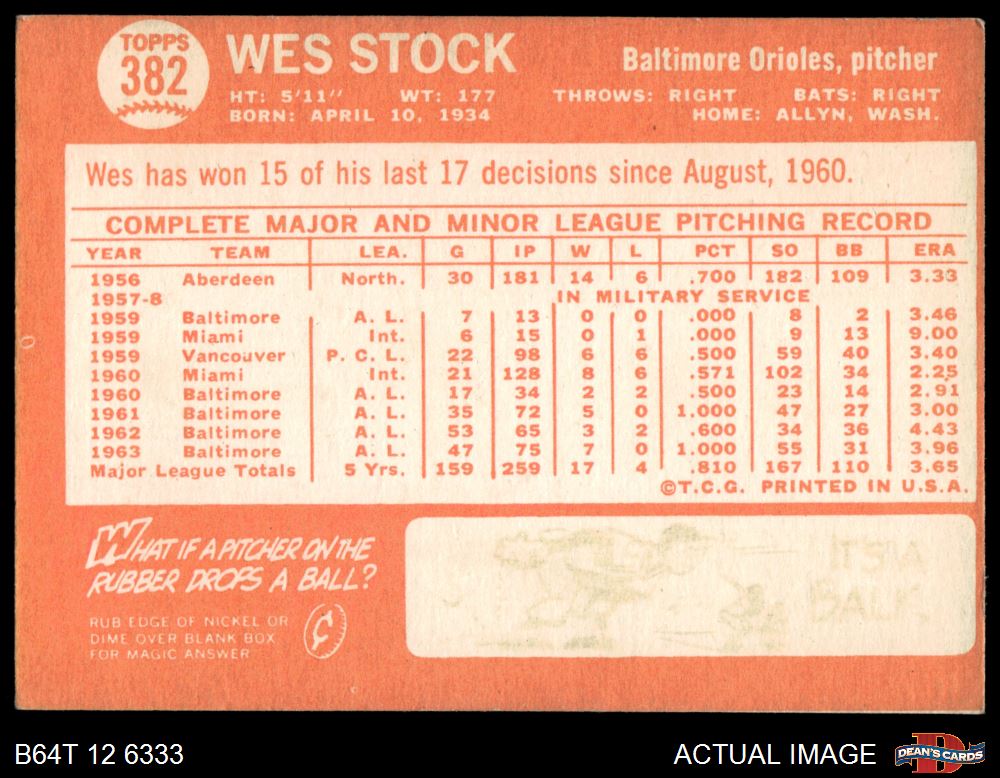 TOPPS
382
WES STOCK
Baltimore Orioles, pitcher
HT: 5'11" WT: 177 THROWS: RIGHT BATS: RIGHT
BORN: APRIL 10, 1934 HOME: ALLYN, WASH.
Wes has won 15 of his last 17 decisions since August, 1960.
COMPLETE MAJOR AND MINOR LEAGUE PITCHING RECORD
YEAR TEAM LEA. G IP W L PCT SO BB ERA
1956 Aberdeen North. 30 181 14 6 .700 182 109 3.33
1957-8 IN MILITARY SERVICE
1959 Baltimore A. L. 7 13 0 0 .000 8 2 3.46
1959 Miami Int. 6 15 0 1 .000 9 13 9.00
1959 Vancouver P. C. L. 22 98 6 6 .500 59 40 3.40
1960 Miami Int. 21 128 8 6 .571 102 34 2.25
1960 Baltimore A. L. 17 34 2 2 .500 23 14 2.91
1961 Baltimore A. L. 35 72 5 0 1.000 47 27 3.00
1962 Baltimore A. L. 53 65 3 2 .600 34 36 4.43
1963 Baltimore A. L. 47 75 7 0 1.000 55 31 3.96
Major League Totals 5 Yrs. 159 259 17 4 .810 167 110 3.65
©T.C.G. PRINTED IN U.S.A.
WHAT IF A PITCHER ON THE
RUBBER DROPS A BALL?
RUB EDGE OF NICKEL OR
DIME OVER BLANK BOX
FOR MAGIC ANSWER
¢
IT'S A
BALK.
B64T 12 6333
ACTUAL IMAGE
D
DEAN'S CARDS